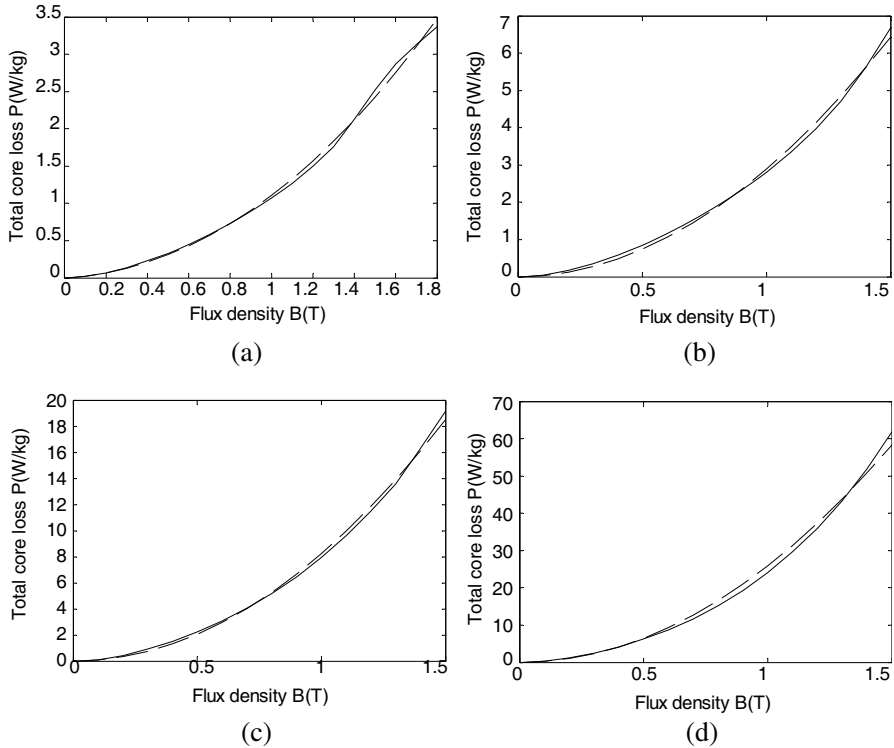 3.5
3
2.5
2
1.5
1
0.5
0
Total core loss P(W/kg)
0 0.2 0.4 0.6 0.8 1 1.2 1.4 1.6 1.8
Flux density B(T)
(a)
7
6
5
4
3
2
1
0
Total core loss P(W/kg)
0 0.5 1 1.5
Flux density B(T)
(b)
20
18
16
14
12
10
8
6
4
2
0
Total core loss P(W/kg)
0 0.5 1 1.5
Flux density B(T)
(c)
70
60
50
40
30
20
10
0
Total core loss P(W/kg)
0 0.5 1 1.5
Flux density B(T)
(d)